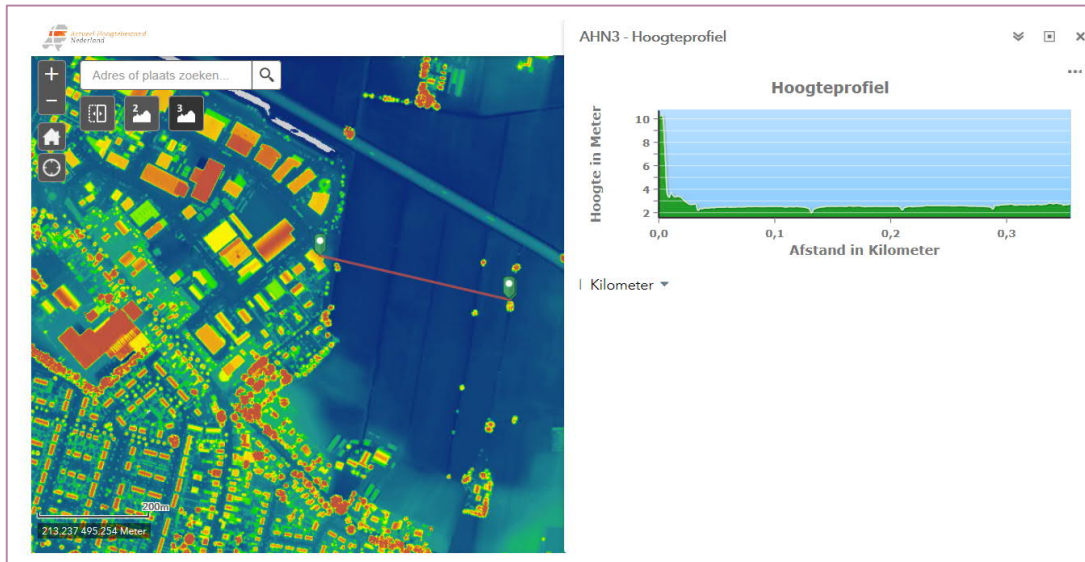 Actueel Hoogtebestand
Nederland
+
−
Adres of plaats zoeken...
2
3
200m
213,237 495,254 Meter
AHN3 - Hoogteprofiel
...
Hoogteprofiel
Hoogte in Meter
10
8
6
4
2
0,0
0,1
0,2
0,3
Afstand in Kilometer
| Kilometer